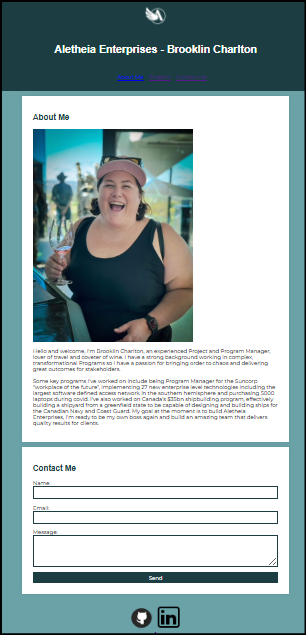 Aletheia Enterprises - Brooklin Charlton
About Me
Hello and welcome, I'm Brooklin Charlton, an experienced Project and Program Manager,
lover of travel and coveter of wine. I have a strong background working in complex,
transformational Programs so I have a passion for bringing order to chaos and delivering
great outcomes for stakeholders.
Some key programs I've worked on include being Program Manager for the Suncorp
"workplace of the future", implementing 27 new enterprise level technologies including the
largest software defined access network in the southern hemisphere and purchasing 5000
laptops during covid. I've also worked on Canada's $35bn shipbuilding program, effectively
building a shipyard from a greenfield state to be capable of designing and building ships for
the Canadian Navy and Coast Guard. My goal at the moment is to build Aletheia
Enterprises, I'm ready to be my own boss again and build an amazing team that delivers
quality results for clients.
Contact Me
Name:
Email:
Message:
Send
in